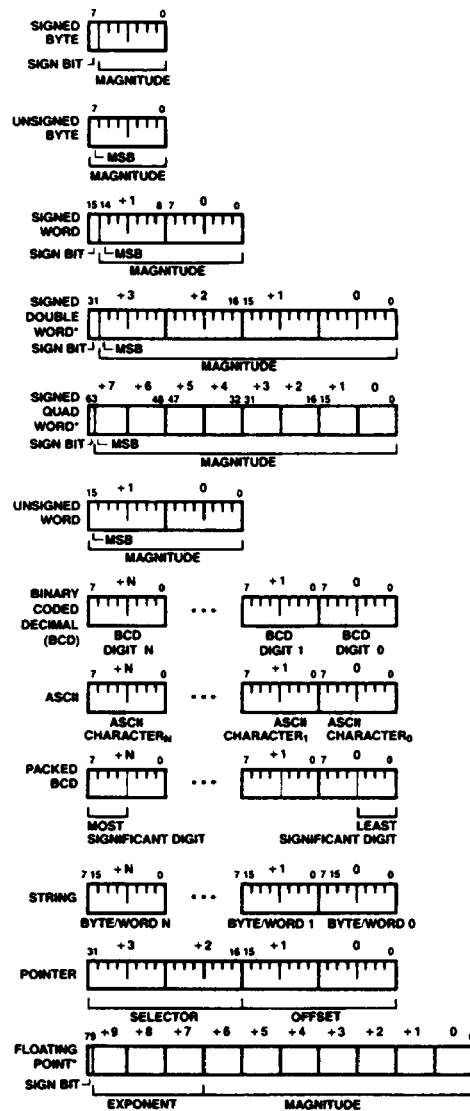 SIGNED BYTE
7 0
SIGN BIT
MAGNITUDE
UNSIGNED BYTE
7 0
MSB
MAGNITUDE
SIGNED WORD
+1 0
15 14 8 7 0
SIGN BIT
MSB
MAGNITUDE
SIGNED DOUBLE WORD*
+3 +2 +1 0
31 16 15 0
SIGN BIT
MSB
MAGNITUDE
SIGNED QUAD WORD*
+7 +6 +5 +4 +3 +2 +1 0
63 48 47 32 31 16 15 0
SIGN BIT
MSB
MAGNITUDE
UNSIGNED WORD
+1 0
15 0
MSB
MAGNITUDE
BINARY CODED DECIMAL (BCD)
+N +1 0
7 0 ... 7 0 7 0
BCD DIGIT N
BCD DIGIT 1
BCD DIGIT 0
ASCII
+N +1 0
7 0 ... 7 0 7 0
ASCII CHARACTERN
ASCII CHARACTER1
ASCII CHARACTER0
PACKED BCD
+N +1 0
7 0 ... 7 0 7 0
MOST SIGNIFICANT DIGIT
LEAST SIGNIFICANT DIGIT
STRING
+N +1 0
7 15 0 ... 7 15 0 7 15 0
BYTE/WORD N
BYTE/WORD 1
BYTE/WORD 0
POINTER
+3 +2 +1 0
31 16 15 0
SELECTOR
OFFSET
FLOATING POINT*
+9 +8 +7 +6 +5 +4 +3 +2 +1 0
79
SIGN BIT
EXPONENT
MAGNITUDE